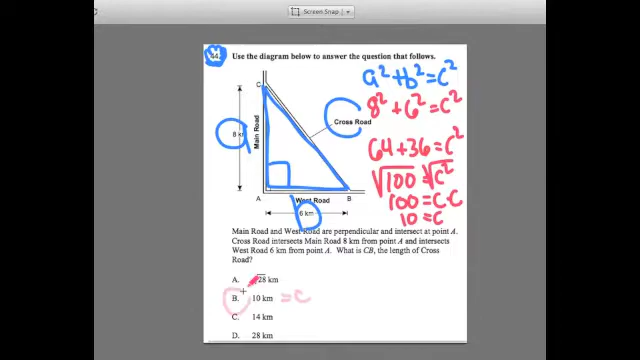 Screen Snap
44. Use the diagram below to answer the question that follows.
a² + b² = c²
8² + 6² = c²
64 + 36 = c²
√100 = √c²
100 = c · c
10 = c
C
c
Cross Road
Main Road
a
8 km
A
West Road
B
b
6 km
Main Road and West Road are perpendicular and intersect at point A.
Cross Road intersects Main Road 8 km from point A and intersects
West Road 6 km from point A. What is CB, the length of Cross
Road?
A. √28 km
B. 10 km = c
C. 14 km
D. 28 km